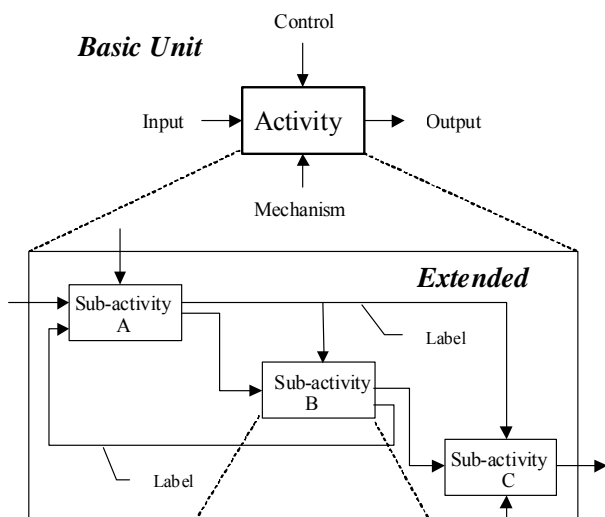 Control
Basic Unit
Input
Activity
Output
Mechanism
Extended
Sub-activity
A
Label
Sub-activity
B
Sub-activity
C
Label